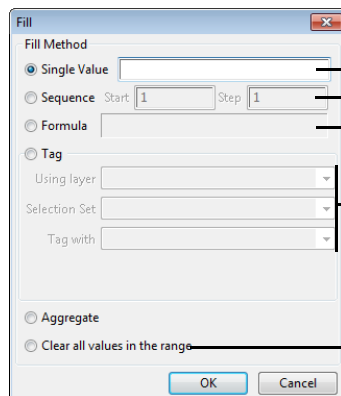 Fill
Fill Method
Single Value
Sequence Start 1 Step 1
Formula
Tag
Using layer
Selection Set
Tag with
Aggregate
Clear all values in the range
OK Cancel